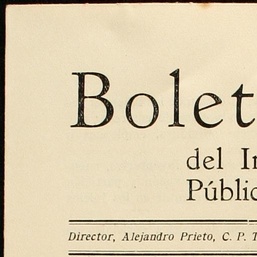 Bolet
del In
Públic
Director, Alejandro Prieto, C. P. T